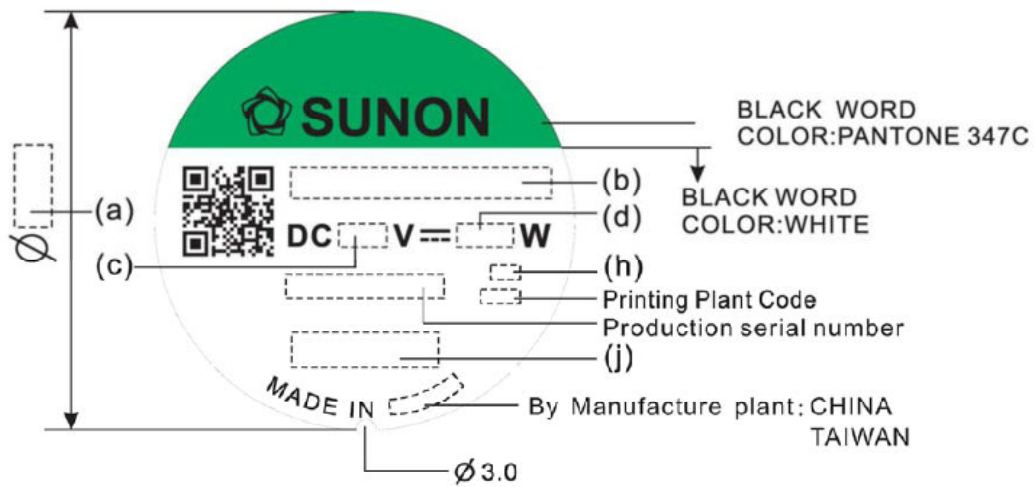 SUNON
BLACK WORD
COLOR:PANTONE 347C
(a)
Ø
(b)
BLACK WORD
COLOR:WHITE
(d)
DC V W
(c)
(h)
Printing Plant Code
Production serial number
(j)
MADE IN
By Manufacture plant: CHINA
TAIWAN
Ø3.0